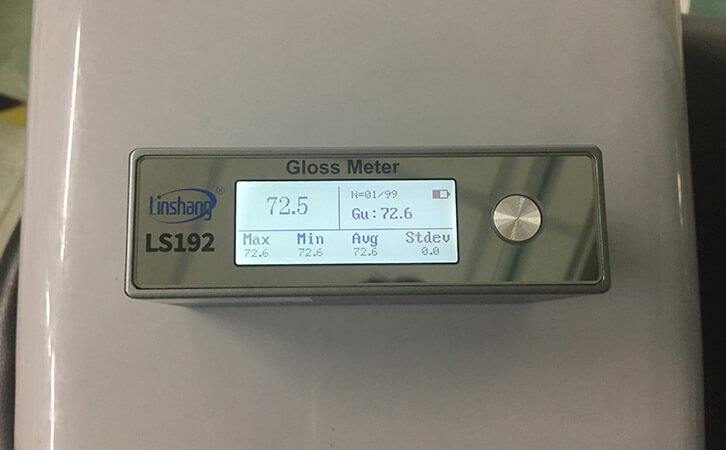 Gloss Meter
Linshang®
LS192
72.5
N=01/99
Gu:72.6
Max Min Avg Stdev
72.6 72.6 72.6 0.0